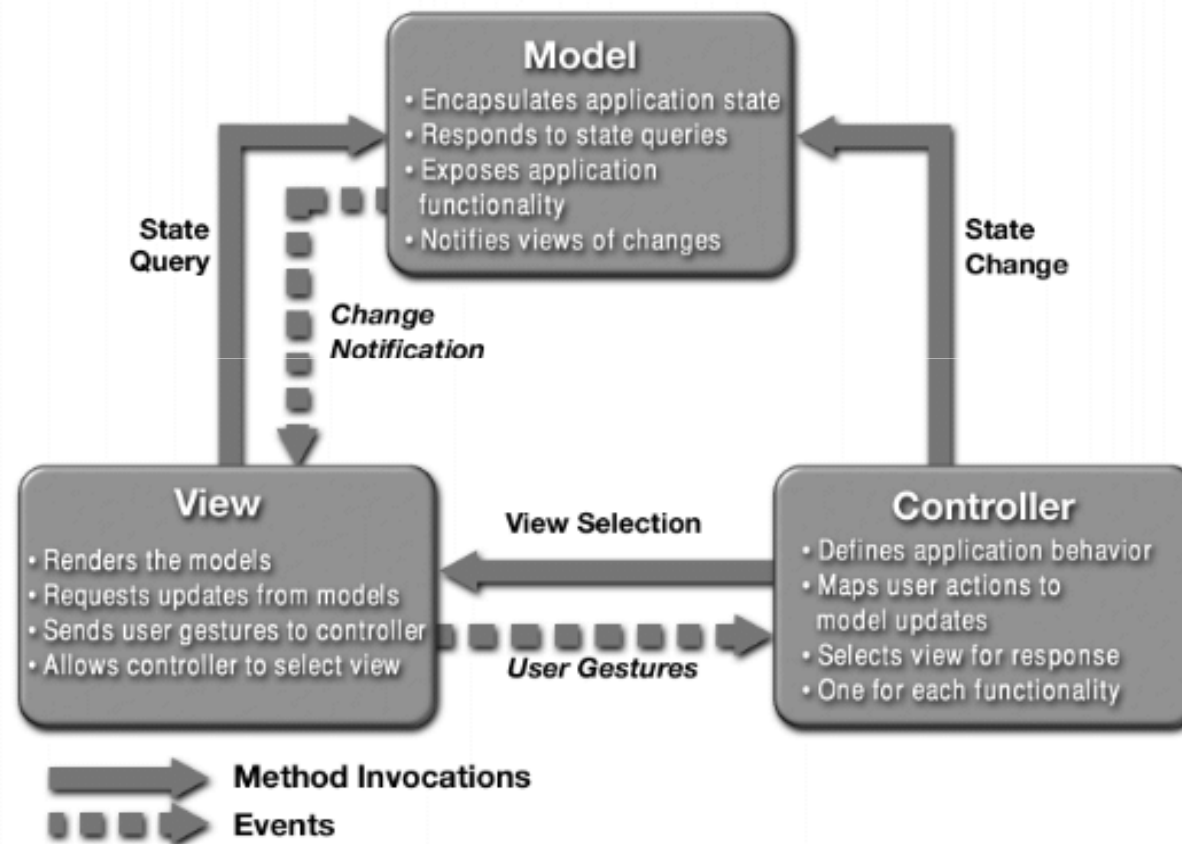 Model
• Encapsulates application state
• Responds to state queries
• Exposes application
functionality
• Notifies views of changes
State
Query
State
Change
Change
Notification
View
• Renders the models
• Requests updates from models
• Sends user gestures to controller
• Allows controller to select view
View Selection
User Gestures
Controller
• Defines application behavior
• Maps user actions to
model updates
• Selects view for response
• One for each functionality
Method Invocations
Events